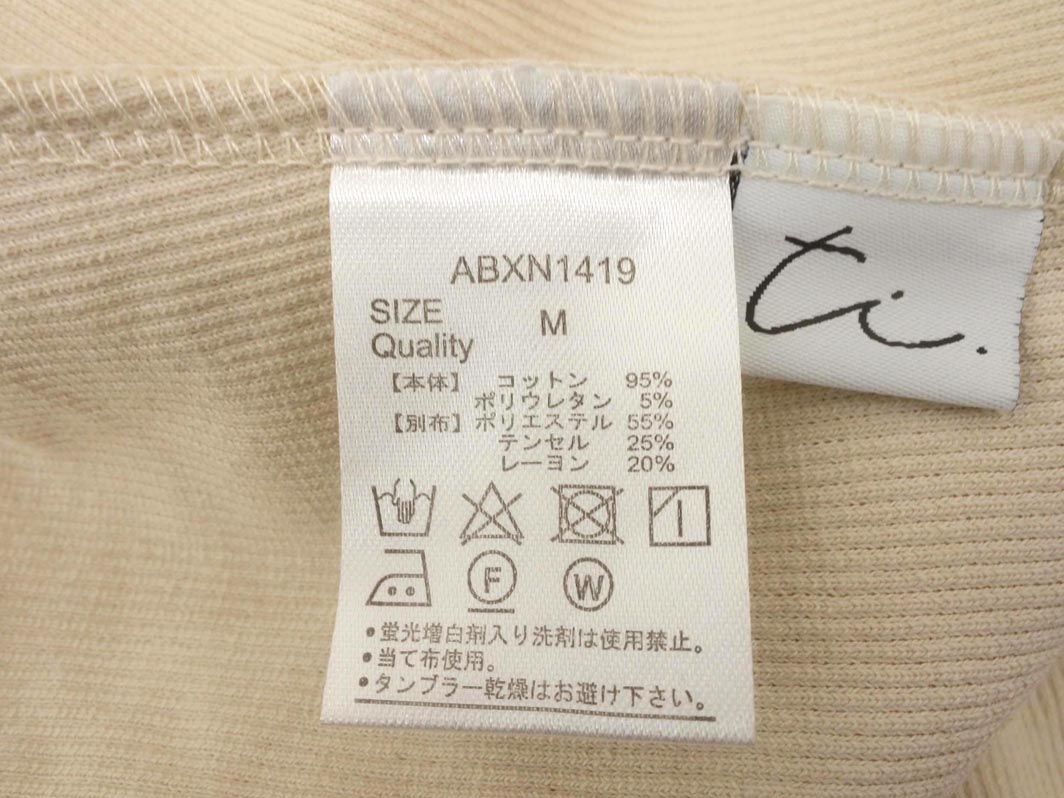 ABXN1419
SIZE M
Quality
【本体】 コットン 95%
ポリウレタン 5%
【別布】 ポリエステル 55%
テンセル 25%
レーヨン 20%
F W
•蛍光増白剤入り洗剤は使用禁止。
•当て布使用。
•タンブラー乾燥はお避け下さい。
ti.